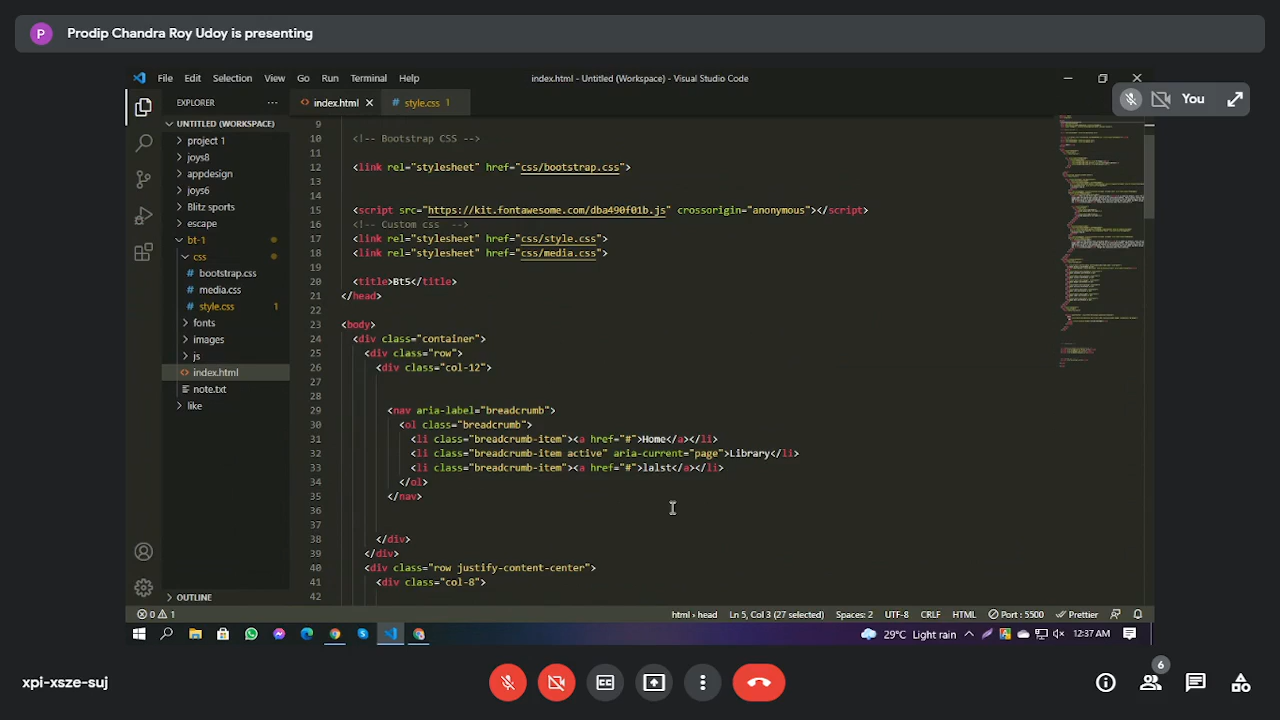 P Prodip Chandra Roy Udoy is presenting
File Edit Selection View Go Run Terminal Help index.html - Untitled (Workspace) - Visual Studio Code
You
EXPLORER
index.html
style.css 1
UNTITLED (WORKSPACE)
project 1
joys8
appdesign
joys6
Blitz sports
escape
bt-1
css
bootstrap.css
media.css
style.css 1
fonts
images
js
index.html
note.txt
like
OUTLINE
9
10 <!-- Bootstrap CSS -->
11
12 <link rel="stylesheet" href="css/bootstrap.css">
13
14
15 <script src="https://kit.fontawesome.com/dba490f01b.js" crossorigin="anonymous"></script>
16 <!-- Custom css -->
17 <link rel="stylesheet" href="css/style.css">
18 <link rel="stylesheet" href="css/media.css">
19
20 <title>Bt5</title>
21 </head>
22
23 <body>
24 <div class="container">
25 <div class="row">
26 <div class="col-12">
27
28
29 <nav aria-label="breadcrumb">
30 <ol class="breadcrumb">
31 <li class="breadcrumb-item"><a href="#">Home</a></li>
32 <li class="breadcrumb-item active" aria-current="page">Library</li>
33 <li class="breadcrumb-item"><a href="#">lalst</a></li>
34 </ol>
35 </nav>
36
37
38 </div>
39 </div>
40 <div class="row justify-content-center">
41 <div class="col-8">
42
0 1 html › head Ln 5, Col 3 (27 selected) Spaces: 2 UTF-8 CRLF HTML Port : 5500 Prettier
29°C Light rain 12:37 AM
xpi-xsze-suj
CC
6